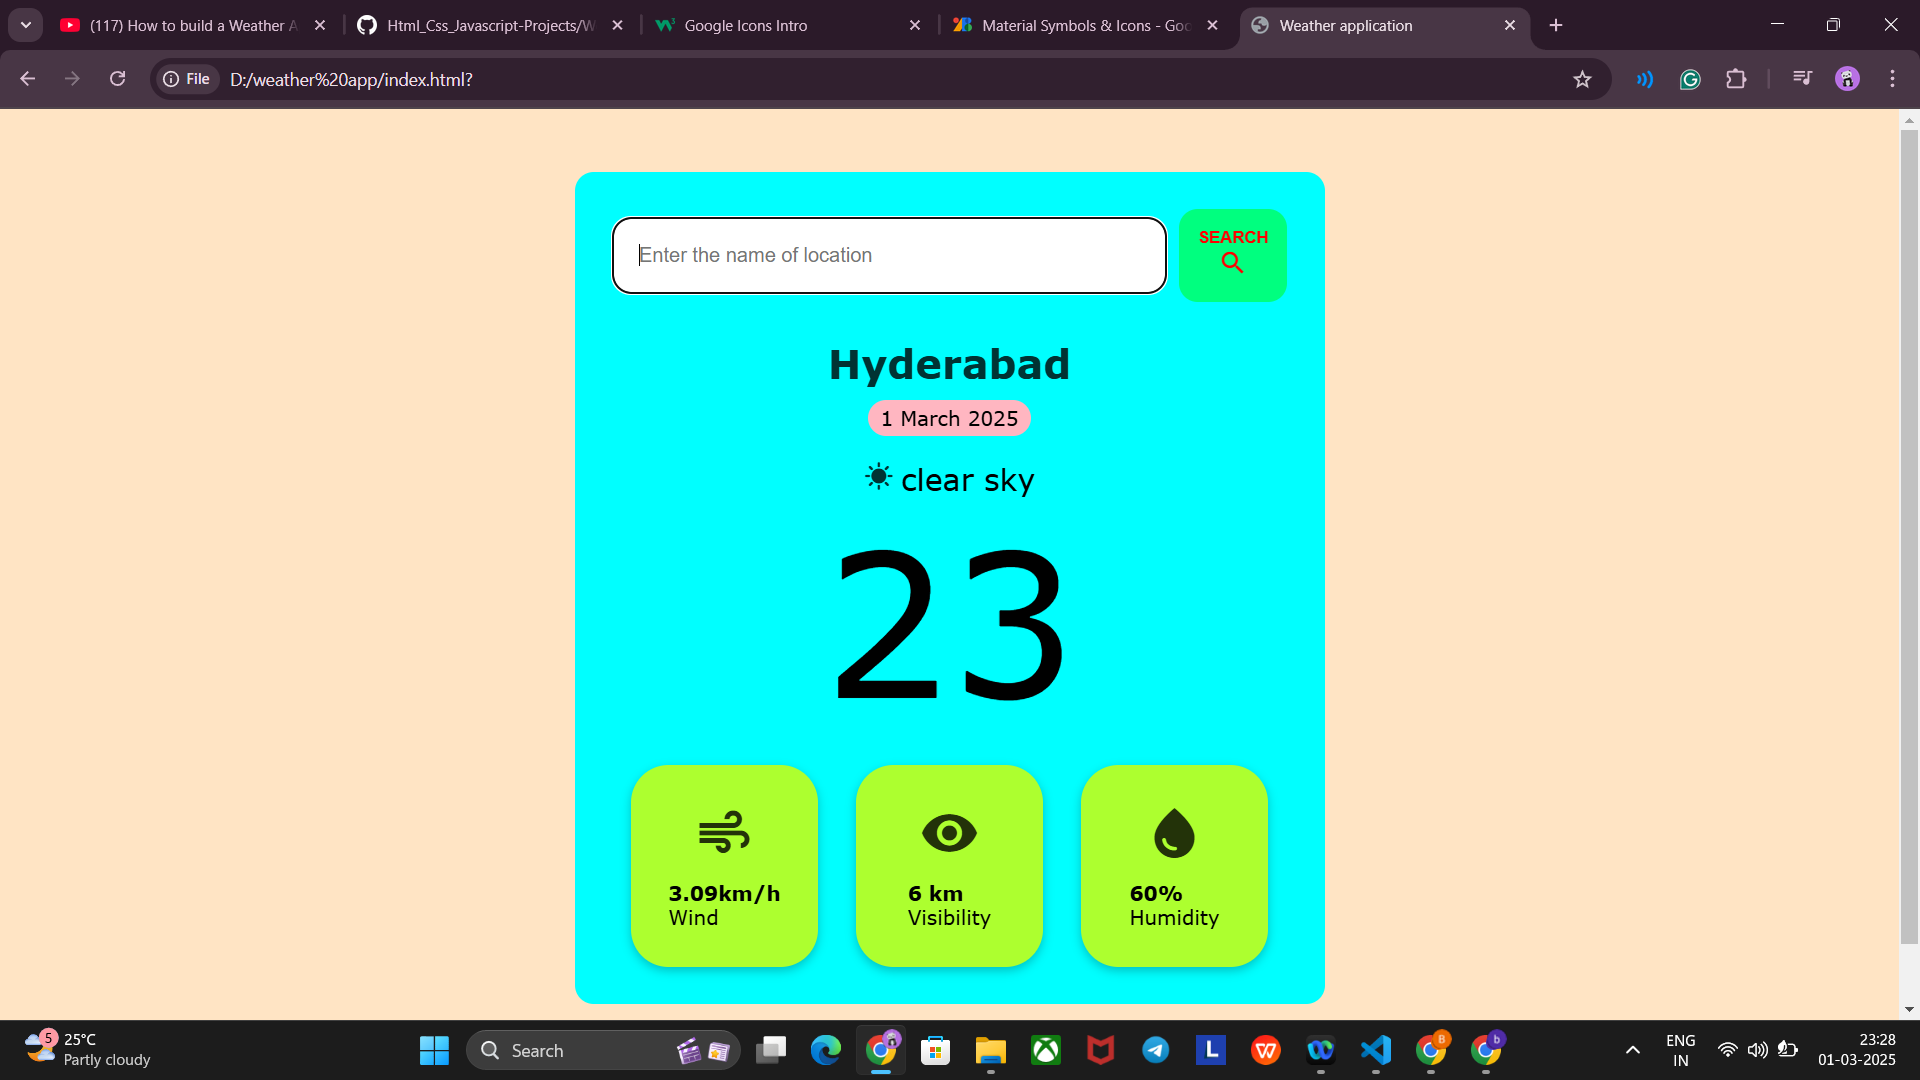 (117) How to build a Weather A
Html_Css_Javascript-Projects/W
Google Icons Intro
Material Symbols & Icons - Goo
Weather application
File
D:/weather%20app/index.html?
Enter the name of location
SEARCH
Hyderabad
1 March 2025
clear sky
23
3.09km/h
Wind
6 km
Visibility
60%
Humidity
5
25°C
Partly cloudy
Search
L
W
B
b
ENG
IN
23:28
01-03-2025